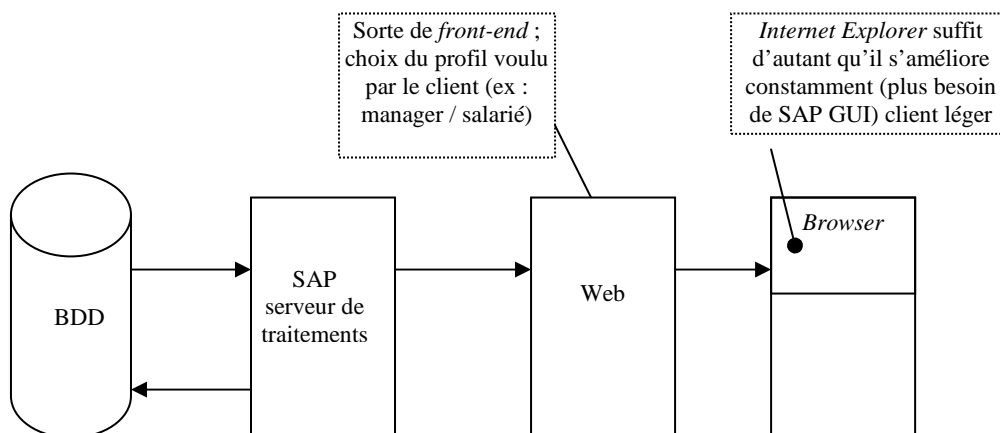 Sorte de front-end ;
choix du profil voulu
par le client (ex :
manager / salarié)
Internet Explorer suffit
d’autant qu’il s’améliore
constamment (plus besoin
de SAP GUI) client léger
BDD
SAP
serveur de
traitements
Web
Browser